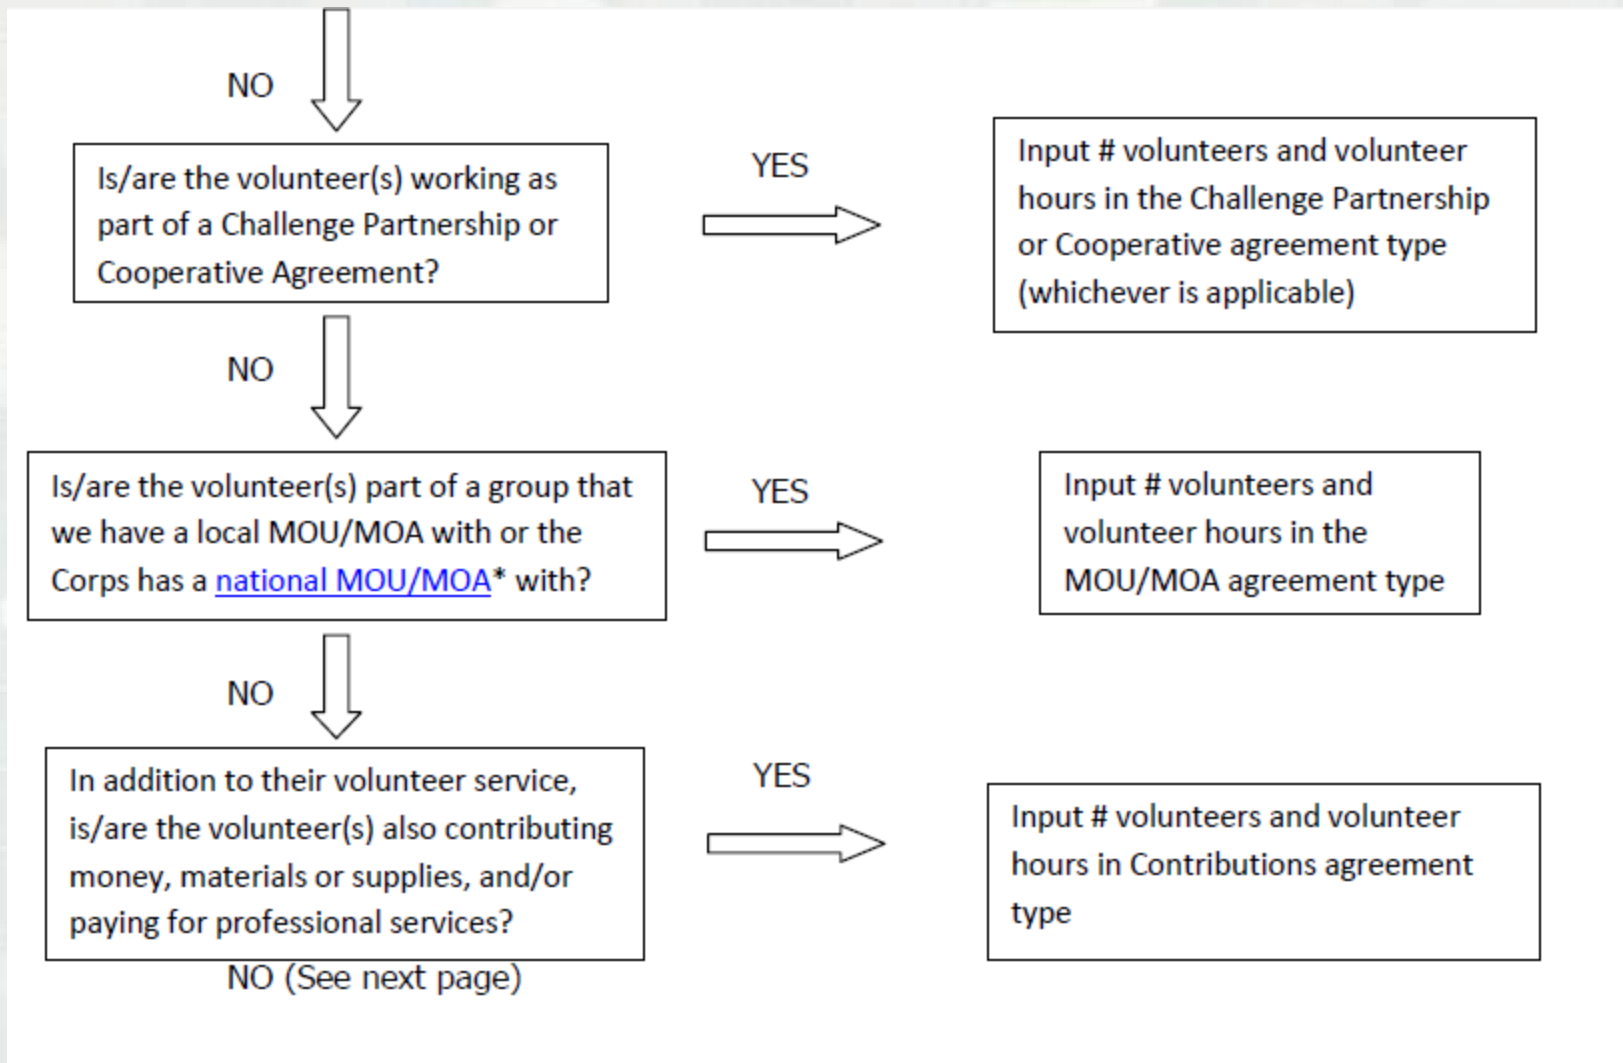 NO
Is/are the volunteer(s) working as
part of a Challenge Partnership or
Cooperative Agreement?
YES
Input # volunteers and volunteer
hours in the Challenge Partnership
or Cooperative agreement type
(whichever is applicable)
NO
Is/are the volunteer(s) part of a group that
we have a local MOU/MOA with or the
Corps has a national MOU/MOA* with?
YES
Input # volunteers and
volunteer hours in the
MOU/MOA agreement type
NO
In addition to their volunteer service,
is/are the volunteer(s) also contributing
money, materials or supplies, and/or
paying for professional services?
YES
Input # volunteers and volunteer
hours in Contributions agreement
type
NO (See next page)